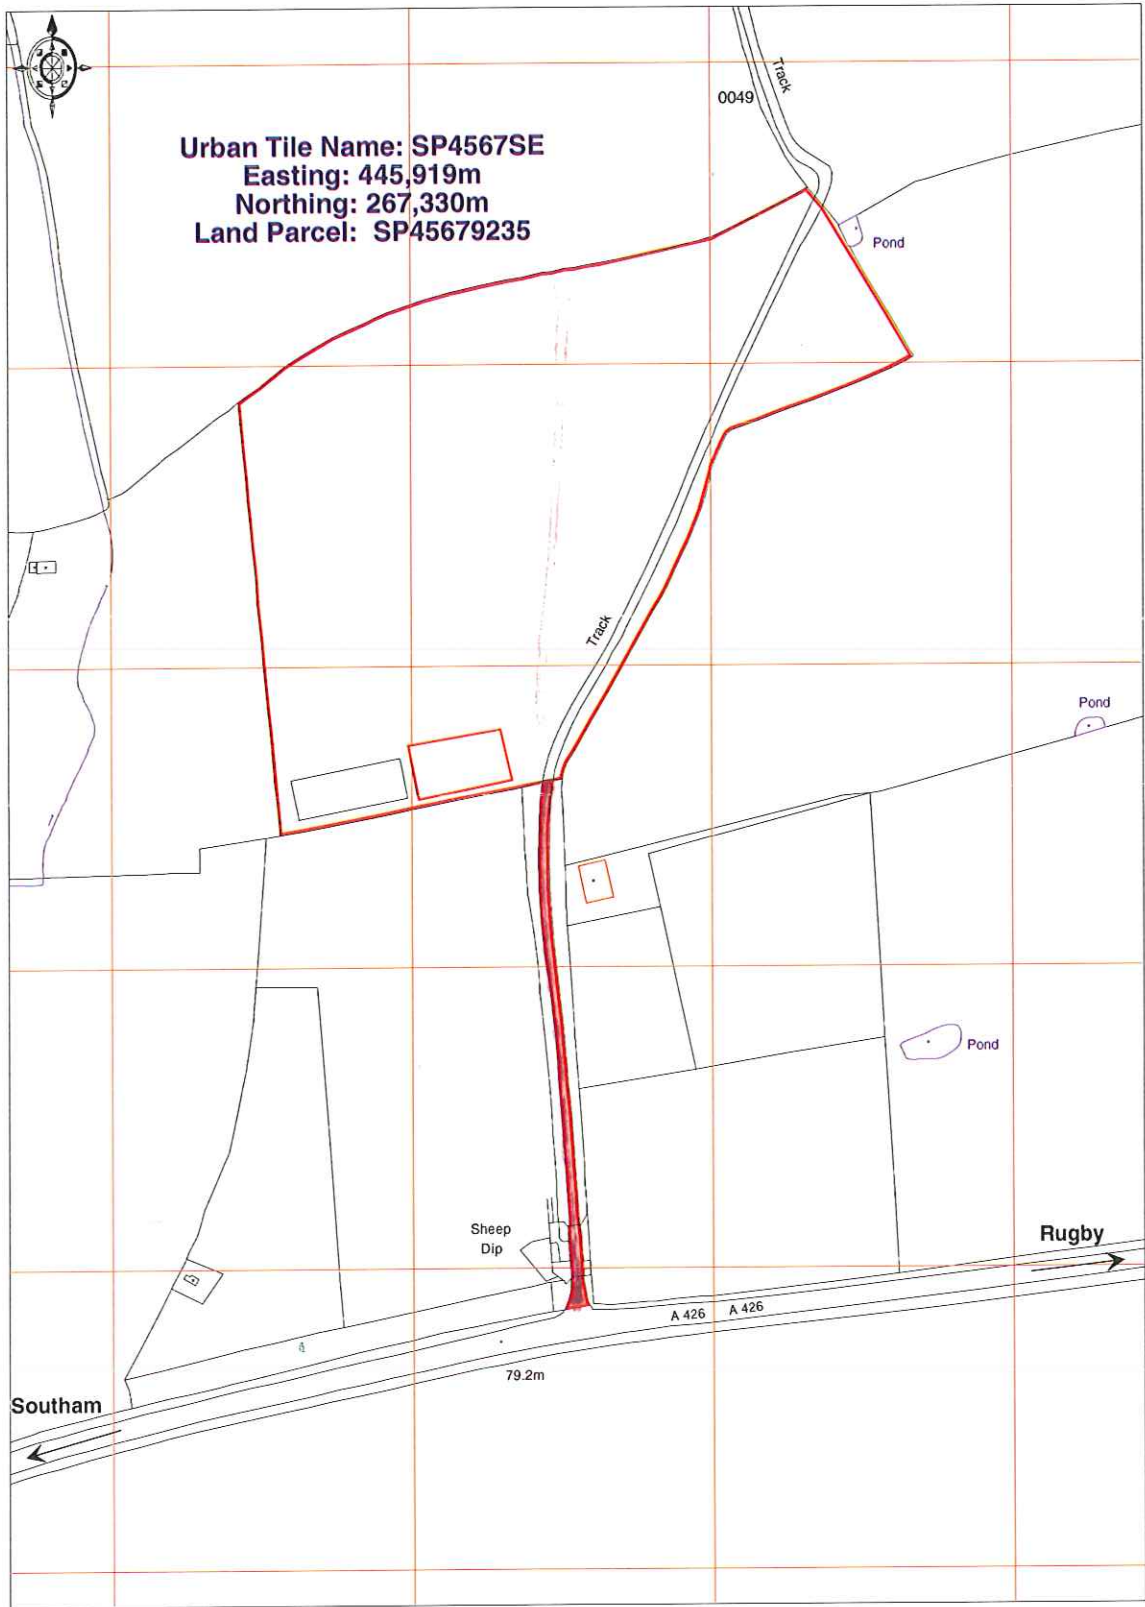 Track
0049
Urban Tile Name: SP4567SE
Easting: 445,919m
Northing: 267,330m
Land Parcel: SP45679235
Pond
Track
Pond
Pond
Sheep
Dip
Rugby
A 426
A 426
79.2m
Southam